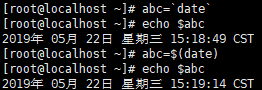 [root@localhost ~]# abc=`date`
[root@localhost ~]# echo $abc
2019年 05月 22日 星期三 15:18:49 CST
[root@localhost ~]# abc=$(date)
[root@localhost ~]# echo $abc
2019年 05月 22日 星期三 15:19:14 CST